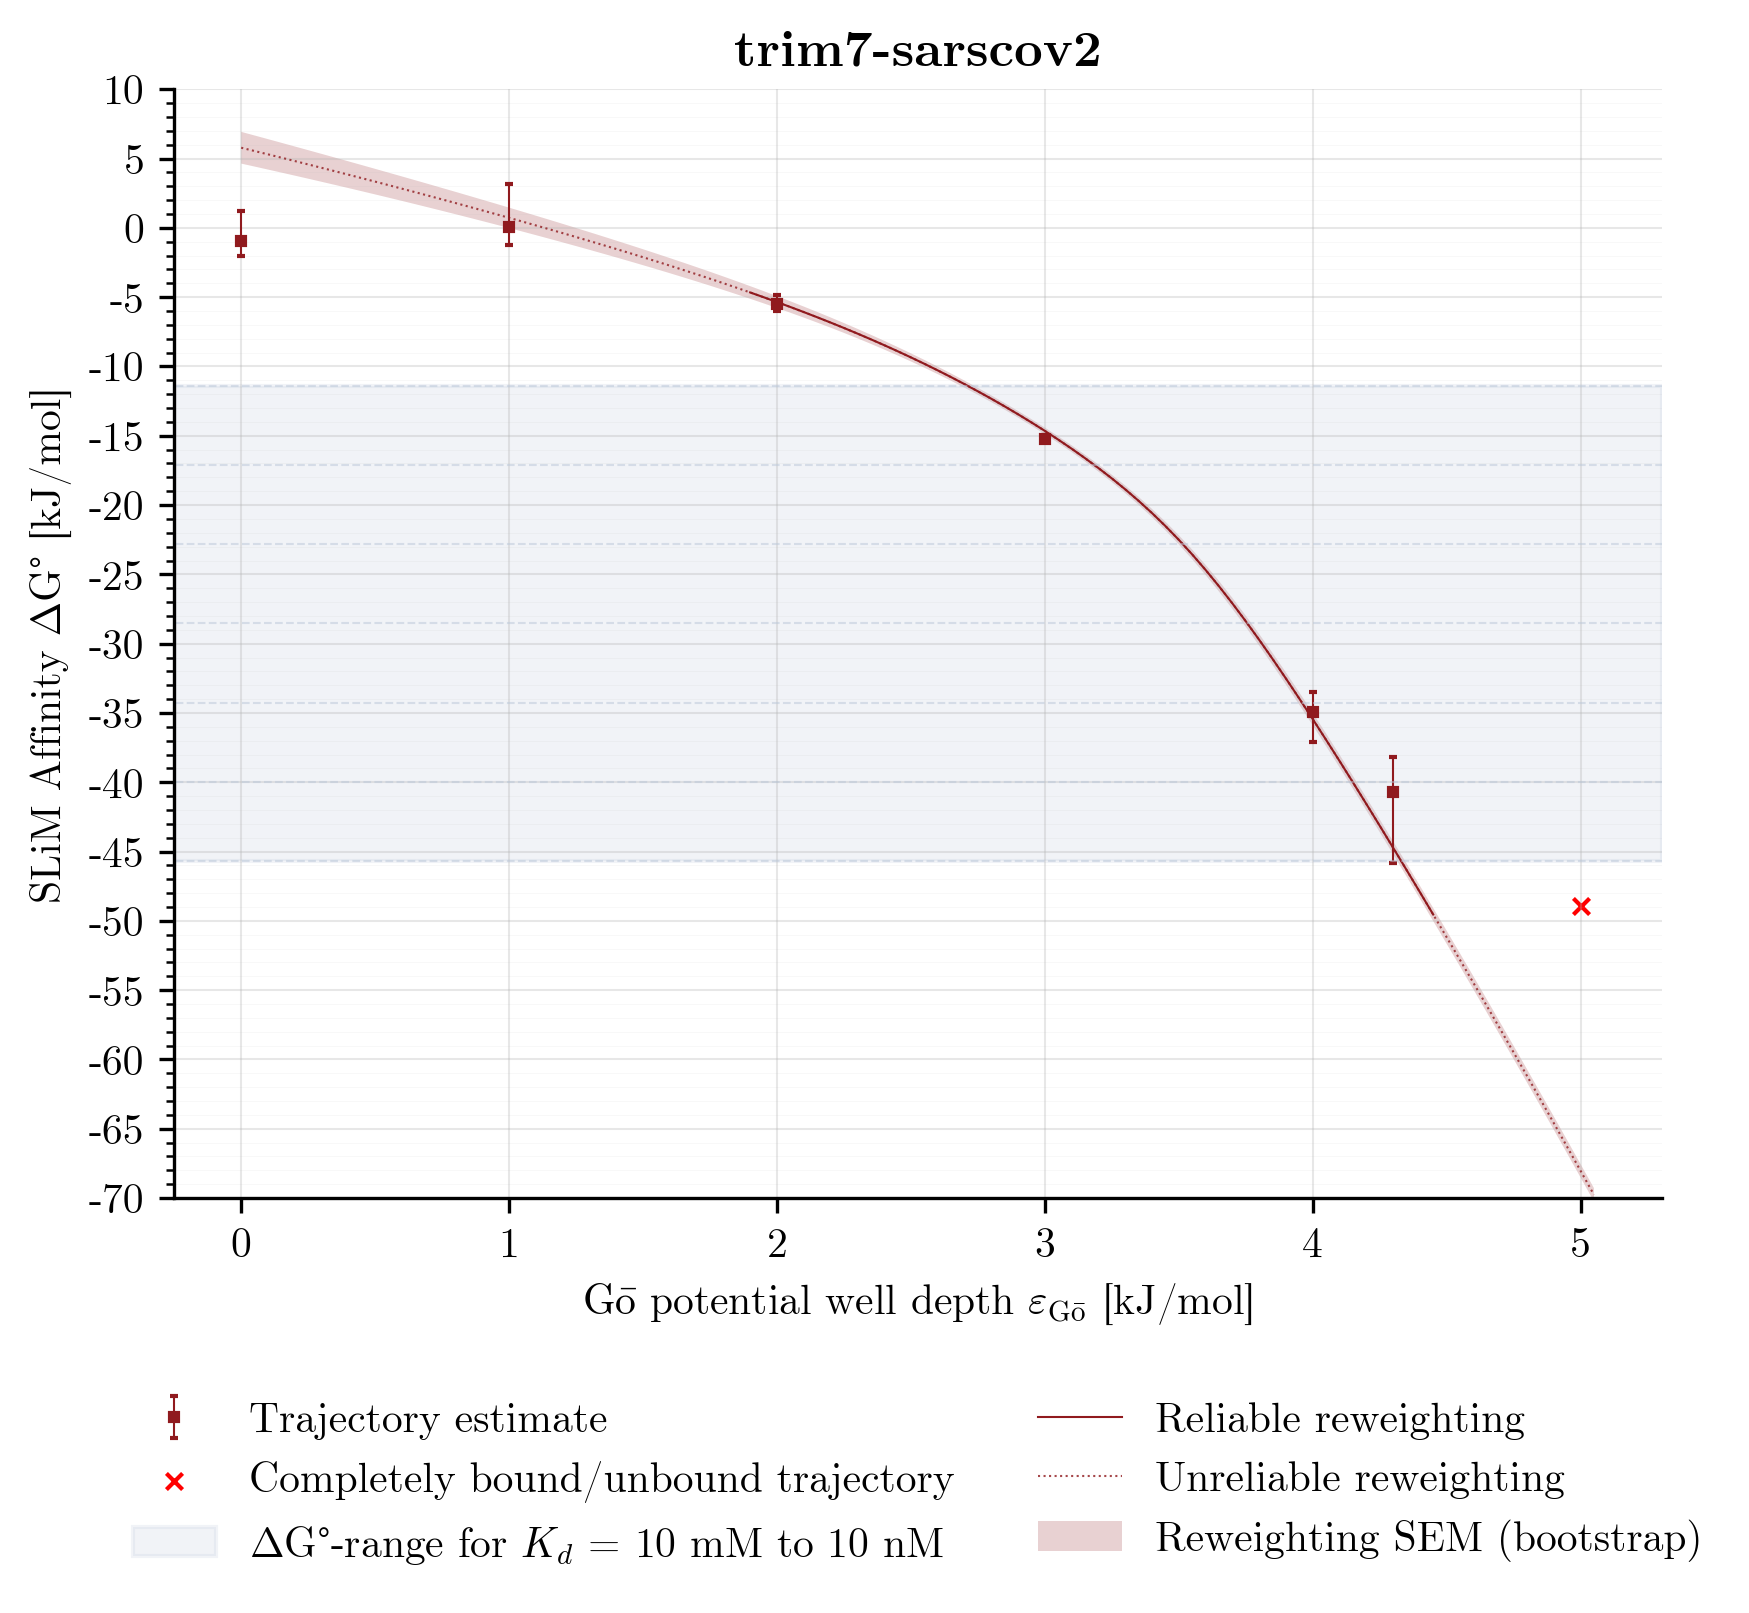 trim7-sarscov2
10
5
0
-5
-10
-15
-20
-25
-30
-35
-40
-45
-50
-55
-60
-65
-70
SLiM Affinity ΔG° [kJ/mol]
0 1 2 3 4 5
Gō potential well depth εGō [kJ/mol]
Trajectory estimate
Completely bound/unbound trajectory
ΔG°-range for Kd = 10 mM to 10 nM
Reliable reweighting
Unreliable reweighting
Reweighting SEM (bootstrap)